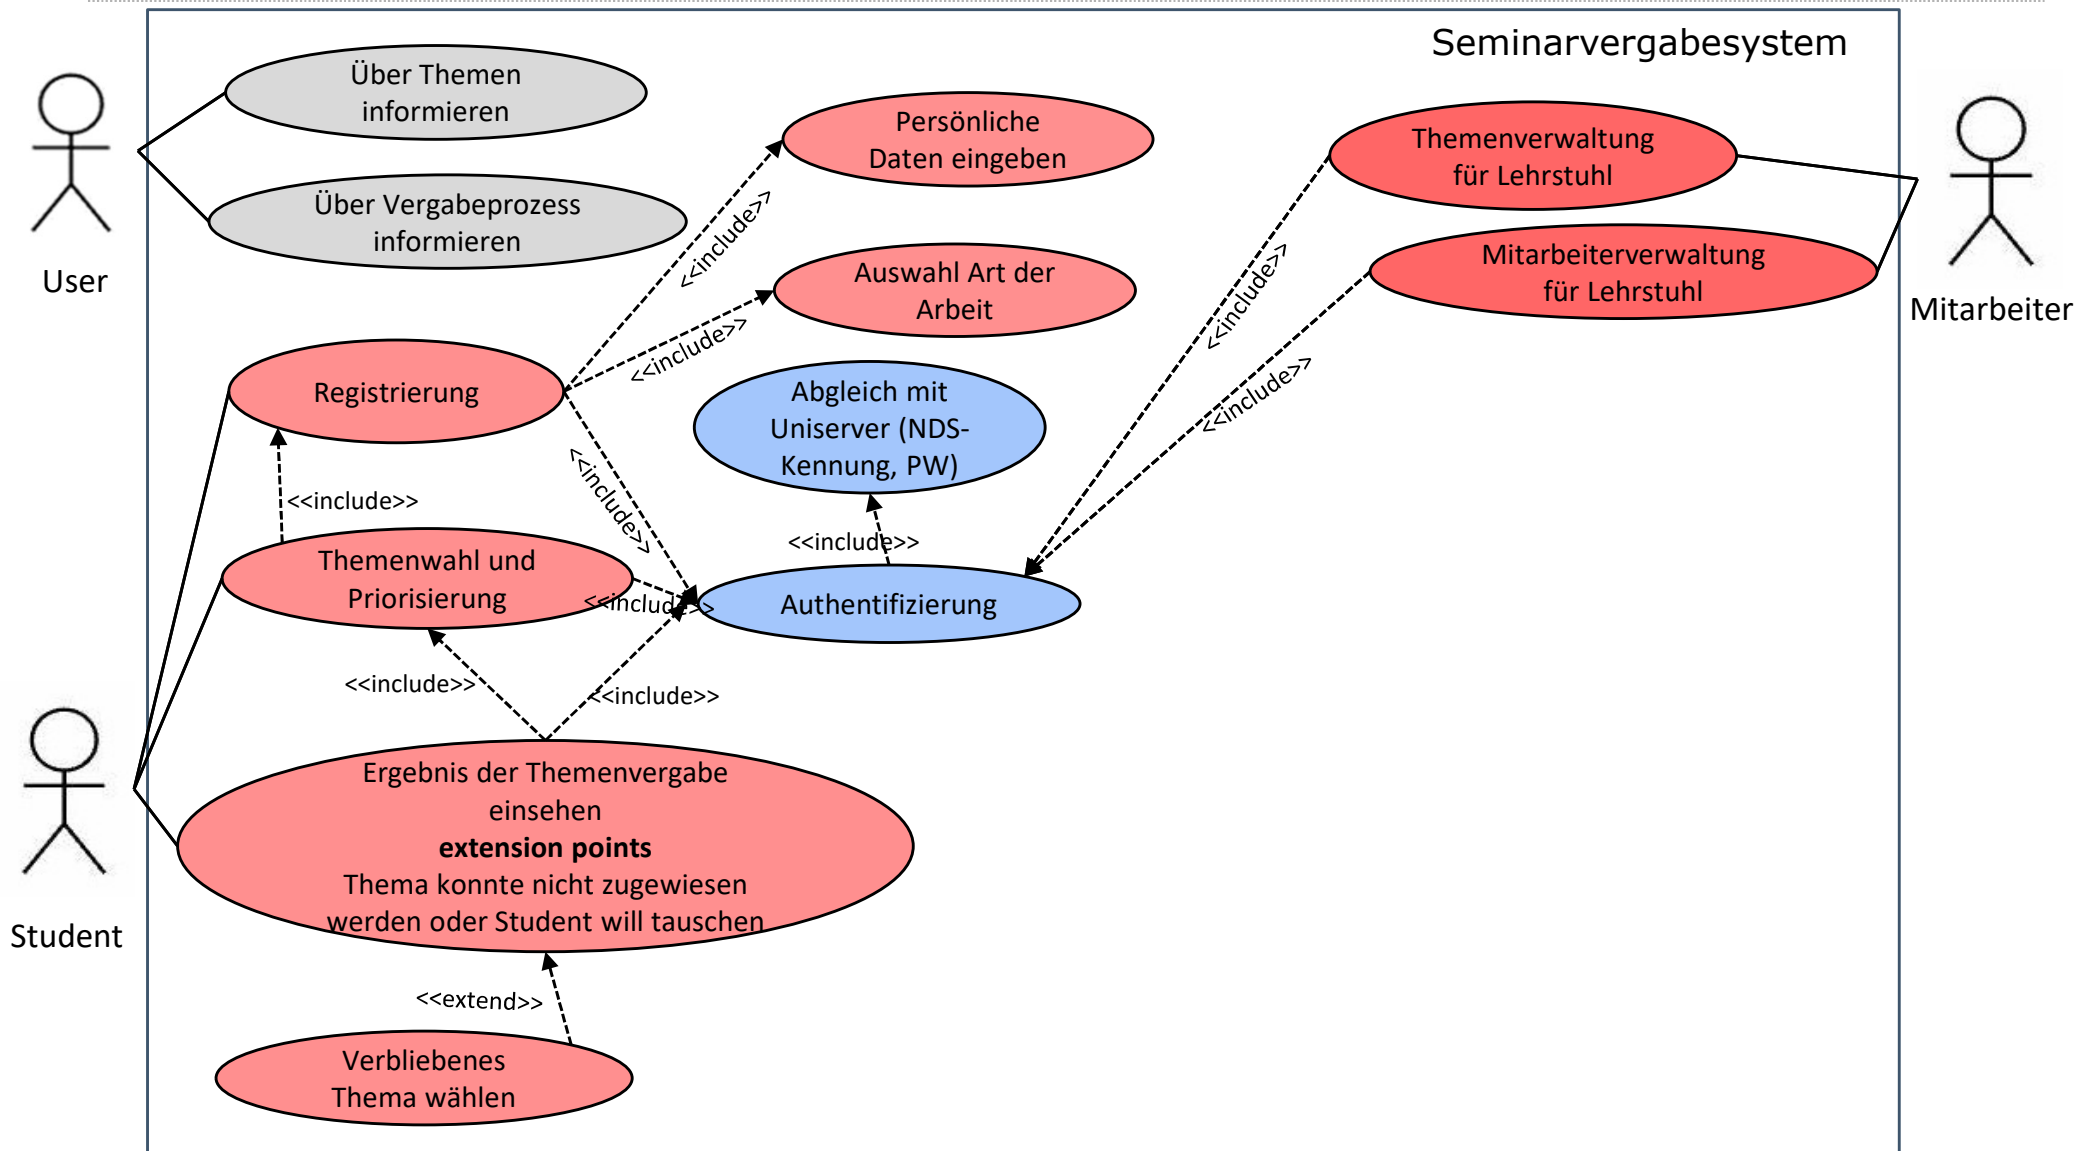 Seminarvergabesystem
Über Themen
informieren
Über Vergabeprozess
informieren
User
Persönliche
Daten eingeben
<<include>>
Auswahl Art der
Arbeit
<<include>>
Themenverwaltung
für Lehrstuhl
Mitarbeiterverwaltung
für Lehrstuhl
Mitarbeiter
<<include>>
<<include>>
Registrierung
Abgleich mit
Uniserver (NDS-
Kennung, PW)
<<include>>
<<include>>
<<include>>
Themenwahl und
Priorisierung
<<include>>
Authentifizierung
<<include>>
<<include>>
Ergebnis der Themenvergabe
einsehen
extension points
Thema konnte nicht zugewiesen
werden oder Student will tauschen
Student
<<extend>>
Verbliebenes
Thema wählen